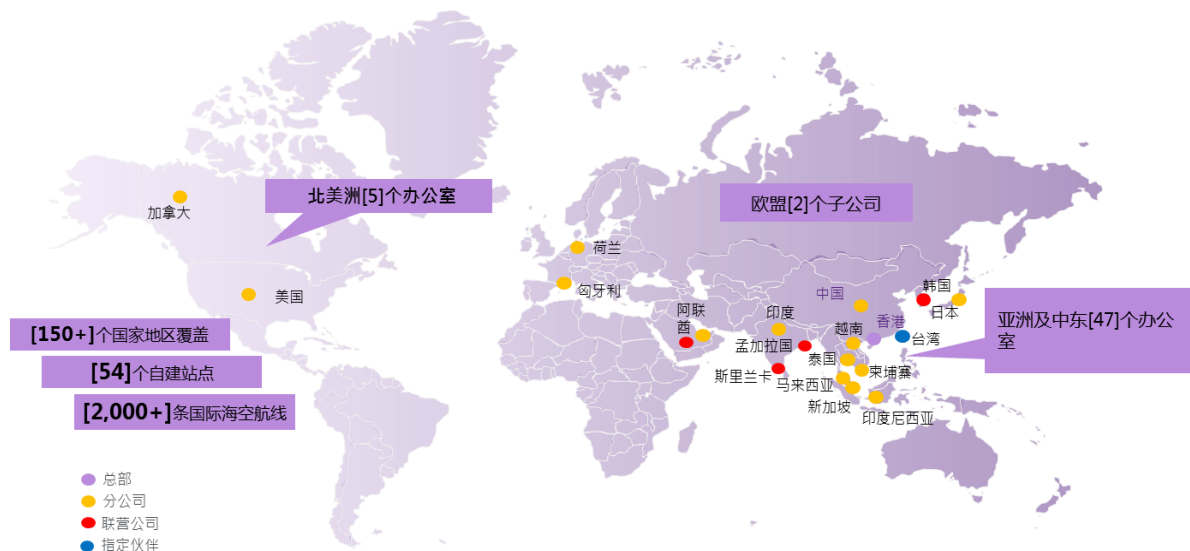 北美洲[5]个办公室
欧盟[2]个子公司
加拿大
荷兰
美国
匈牙利
中国
韩国
日本
亚洲及中东[47]个办公
室
阿联
酋
印度
香港
台湾
越南
孟加拉国
泰国
斯里兰卡
马来西亚
柬埔寨
新加坡
印度尼西亚
[150+]个国家地区覆盖
[54]个自建站点
[2,000+]条国际海空航线
总部
分公司
联营公司
指定伙伴